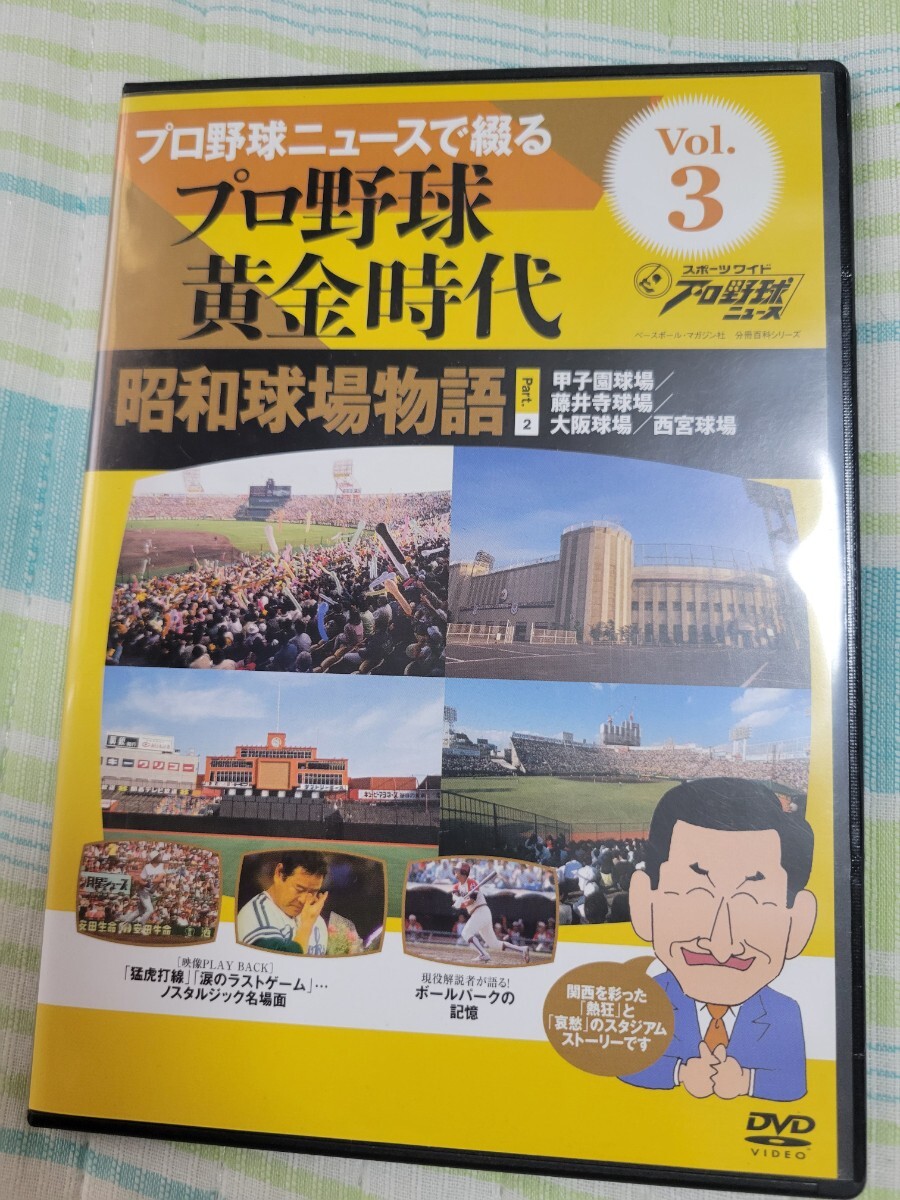 プロ野球ニュースで綴る
プロ野球
黄金時代
Vol.
3
スポーツワイド
プロ野球
ニュース
ベースボール・マガジン社 分冊百科シリーズ
昭和球場物語
Part.
2
甲子園球場／
藤井寺球場／
大阪球場／西宮球場
[映像PLAY BACK]
「猛虎打線」「涙のラストゲーム」…
ノスタルジック名場面
現役解説者が語る!
ボールパークの
記憶
関西を彩った
「熱狂」と
「哀愁」のスタジアム
ストーリーです
安田生命
安田生命
DVD
VIDEO